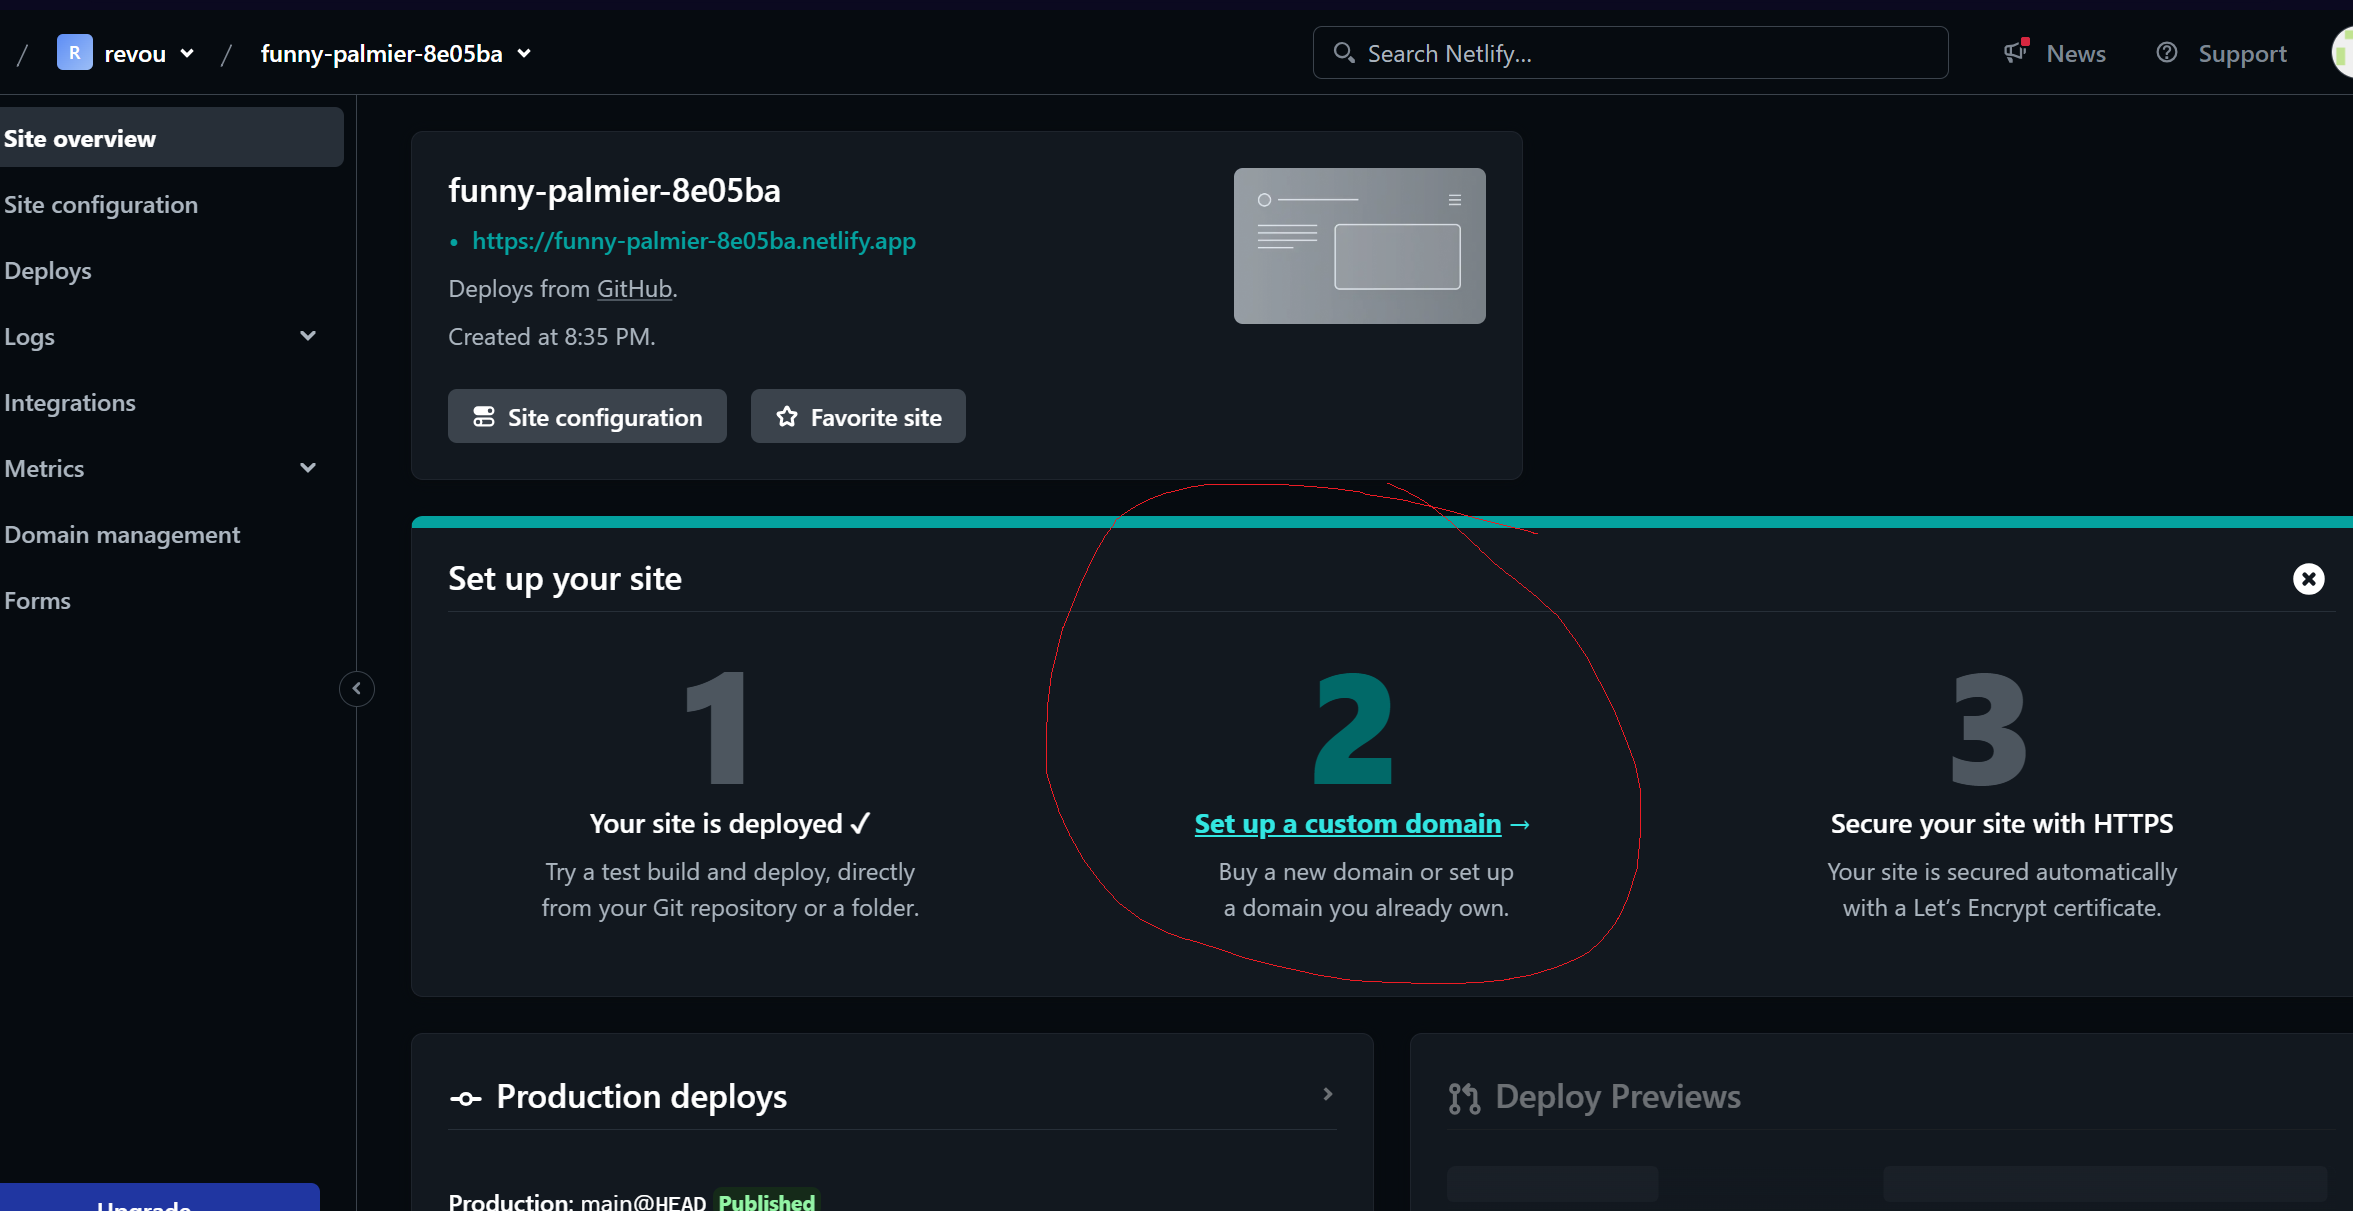 / R revou / funny-palmier-8e05ba
Search Netlify...
News
Support
Site overview
Site configuration
Deploys
Logs
Integrations
Metrics
Domain management
Forms
Upgrade
funny-palmier-8e05ba
• https://funny-palmier-8e05ba.netlify.app
Deploys from GitHub.
Created at 8:35 PM.
Site configuration
Favorite site
Set up your site
1
Your site is deployed ✓
Try a test build and deploy, directly
from your Git repository or a folder.
2
Set up a custom domain →
Buy a new domain or set up
a domain you already own.
3
Secure your site with HTTPS
Your site is secured automatically
with a Let’s Encrypt certificate.
Production deploys
Production: main@HEAD Published
Deploy Previews